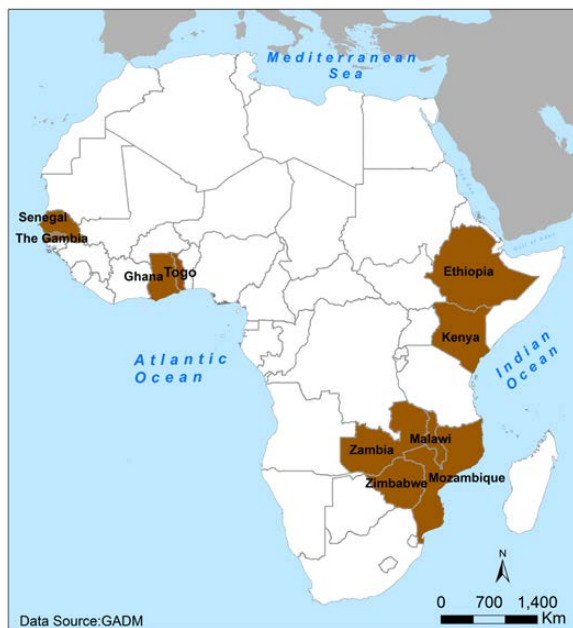 Mediterranean
Sea
Senegal
The Gambia
Ghana
Togo
Ethiopia
Kenya
Atlantic
Ocean
Indian
Ocean
Malawi
Zambia
Mozambique
Zimbabwe
N
0 700 1,400
Km
Data Source:GADM